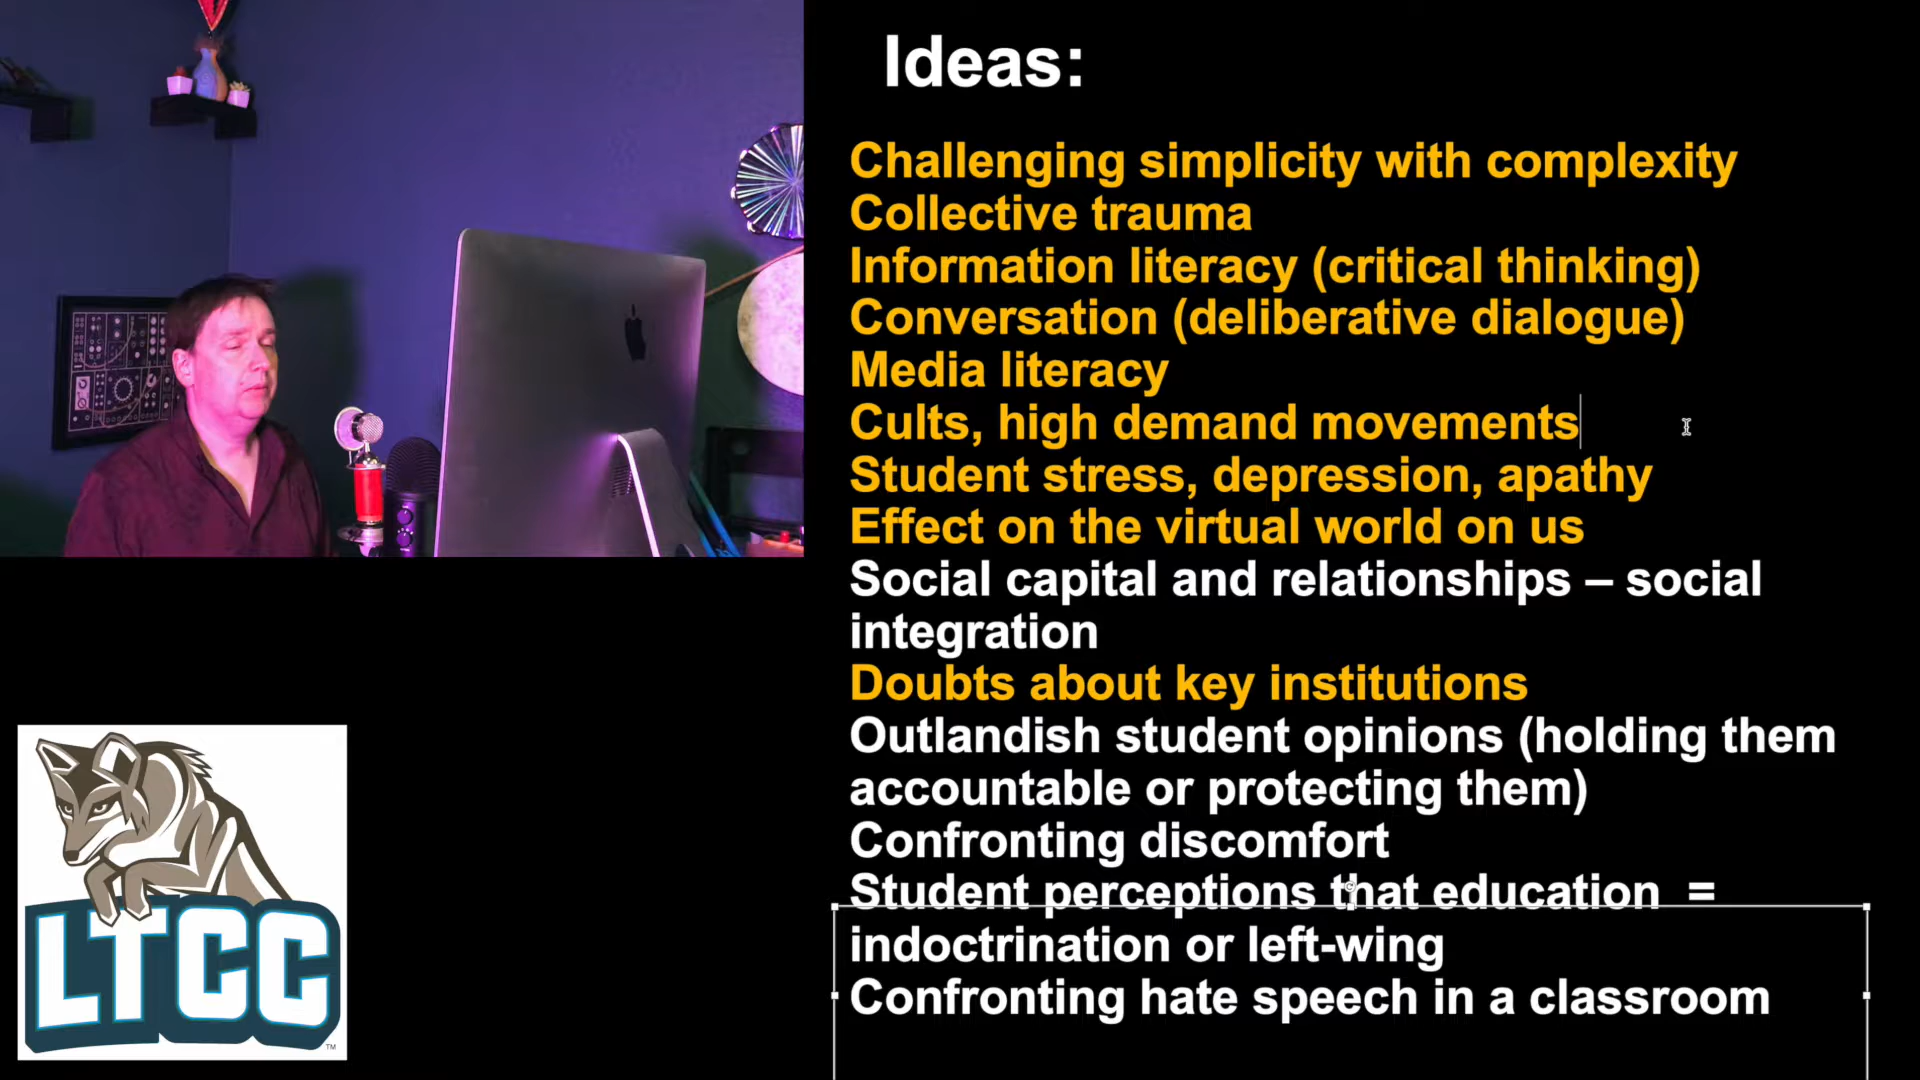 Ideas:
Challenging simplicity with complexity
Collective trauma
Information literacy (critical thinking)
Conversation (deliberative dialogue)
Media literacy
Cults, high demand movements
Student stress, depression, apathy
Effect on the virtual world on us
Social capital and relationships – social
integration
Doubts about key institutions
Outlandish student opinions (holding them
accountable or protecting them)
Confronting discomfort
Student perceptions that education  =
indoctrination or left-wing
Confronting hate speech in a classroom
LTCC
TM